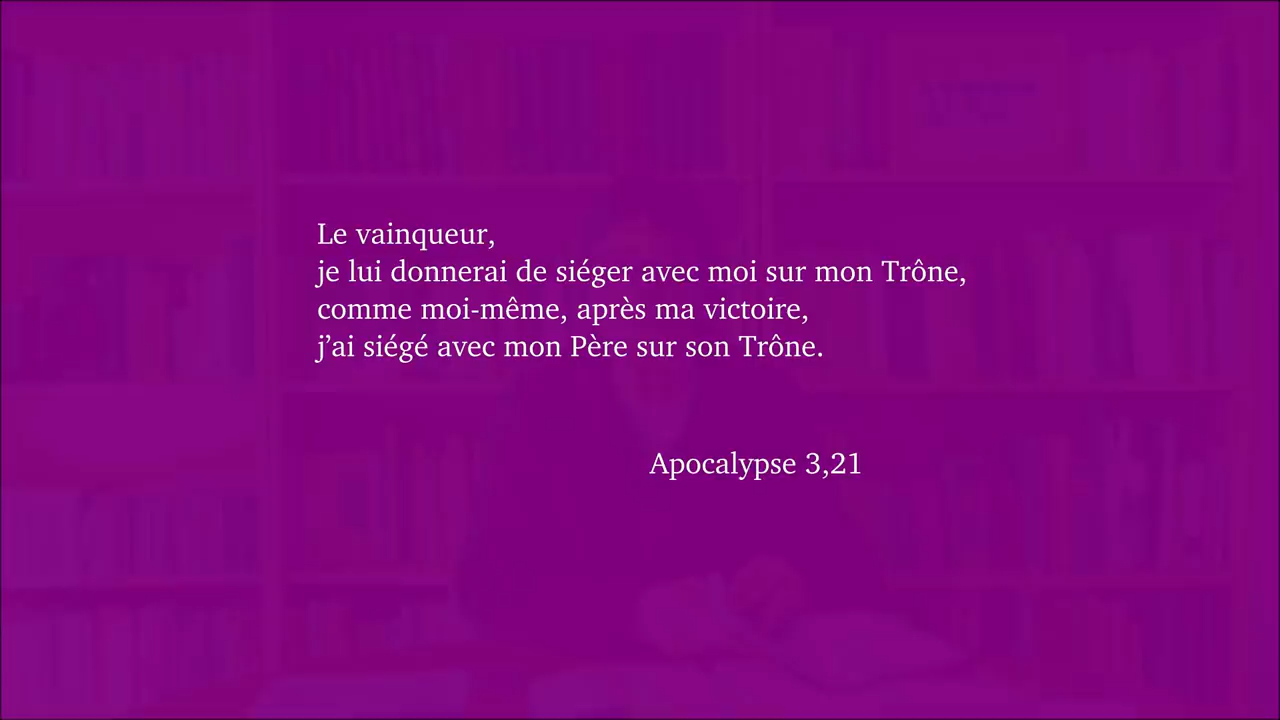 Le vainqueur,
je lui donnerai de siéger avec moi sur mon Trône,
comme moi-même, après ma victoire,
j’ai siégé avec mon Père sur son Trône.
Apocalypse 3,21